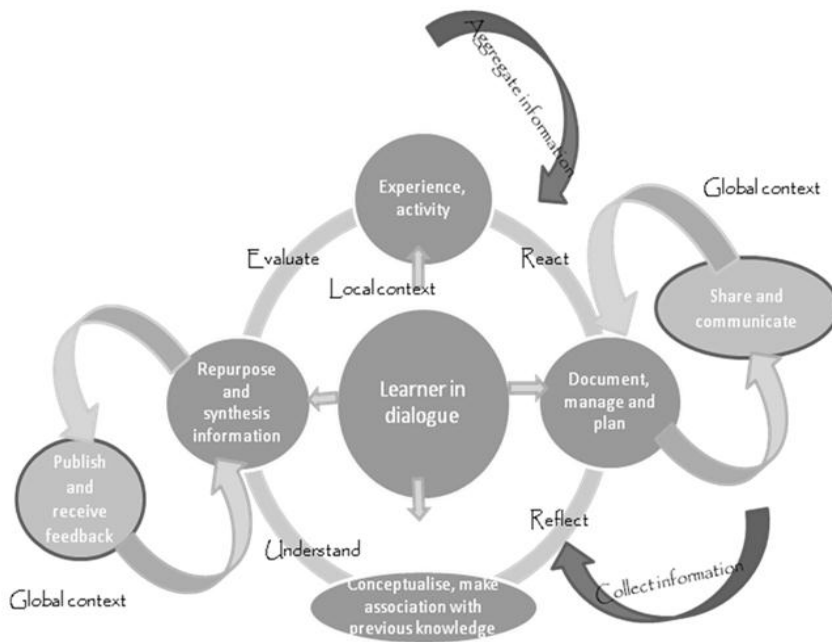 Aggregate information
Experience,
activity
Global context
Evaluate
React
Local context
Share and
communicate
Repurpose
and
synthesis
information
Learner in
dialogue
Document,
manage and
plan
Publish
and
receive
feedback
Reflect
Understand
Collect information
Conceptualise, make
association with
previous knowledge
Global context